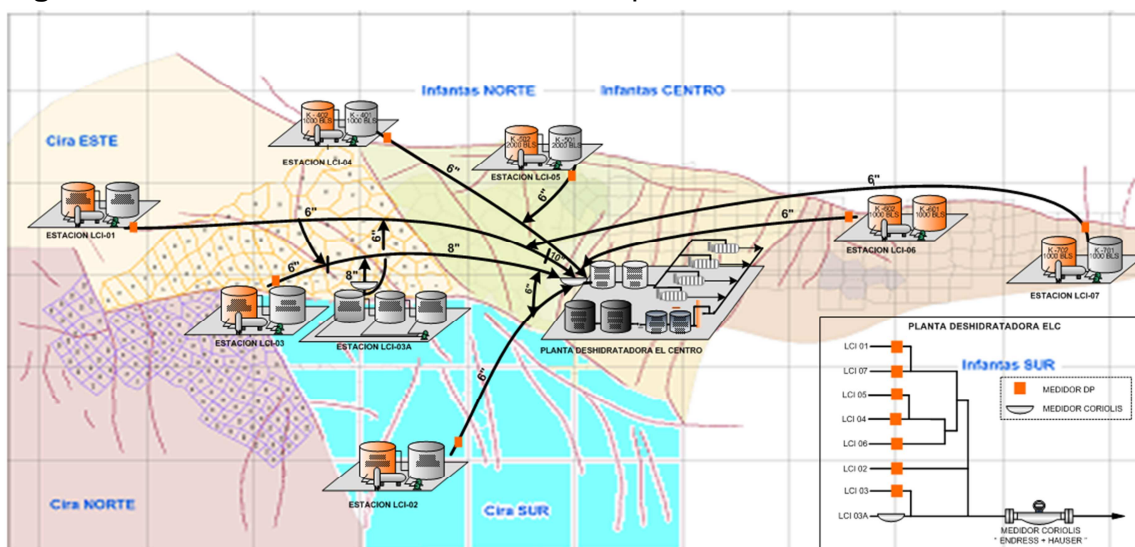 Infantas NORTE
Infantas CENTRO
Cira ESTE
K - 402
1000 BLS
K - 401
1000 BLS
ESTACION LCI-04
K -502
2000 BLS
K -501
2000 BLS
ESTACION LCI-05
6"
6"
6"
ESTACION LCI-01
6"
6"
6"
K -602
1000 BLS
K -601
1000 BLS
ESTACION LCI-06
8"
10"
6"
8"
6"
K -702
1000 BLS
K -701
1000 BLS
ESTACION LCI-07
ESTACION LCI-03
ESTACION LCI-03A
PLANTA DESHIDRATADORA EL CENTRO
6"
ESTACION LCI-02
Cira NORTE
Cira SUR
PLANTA DESHIDRATADORA ELC
Infantas SUR
LCI 01
LCI 07
LCI 05
LCI 04
LCI 06
LCI 02
LCI 03
LCI 03A
MEDIDOR DP
MEDIDOR CORIOLIS
MEDIDOR CORIOLIS
" ENDRESS + HAUSER "